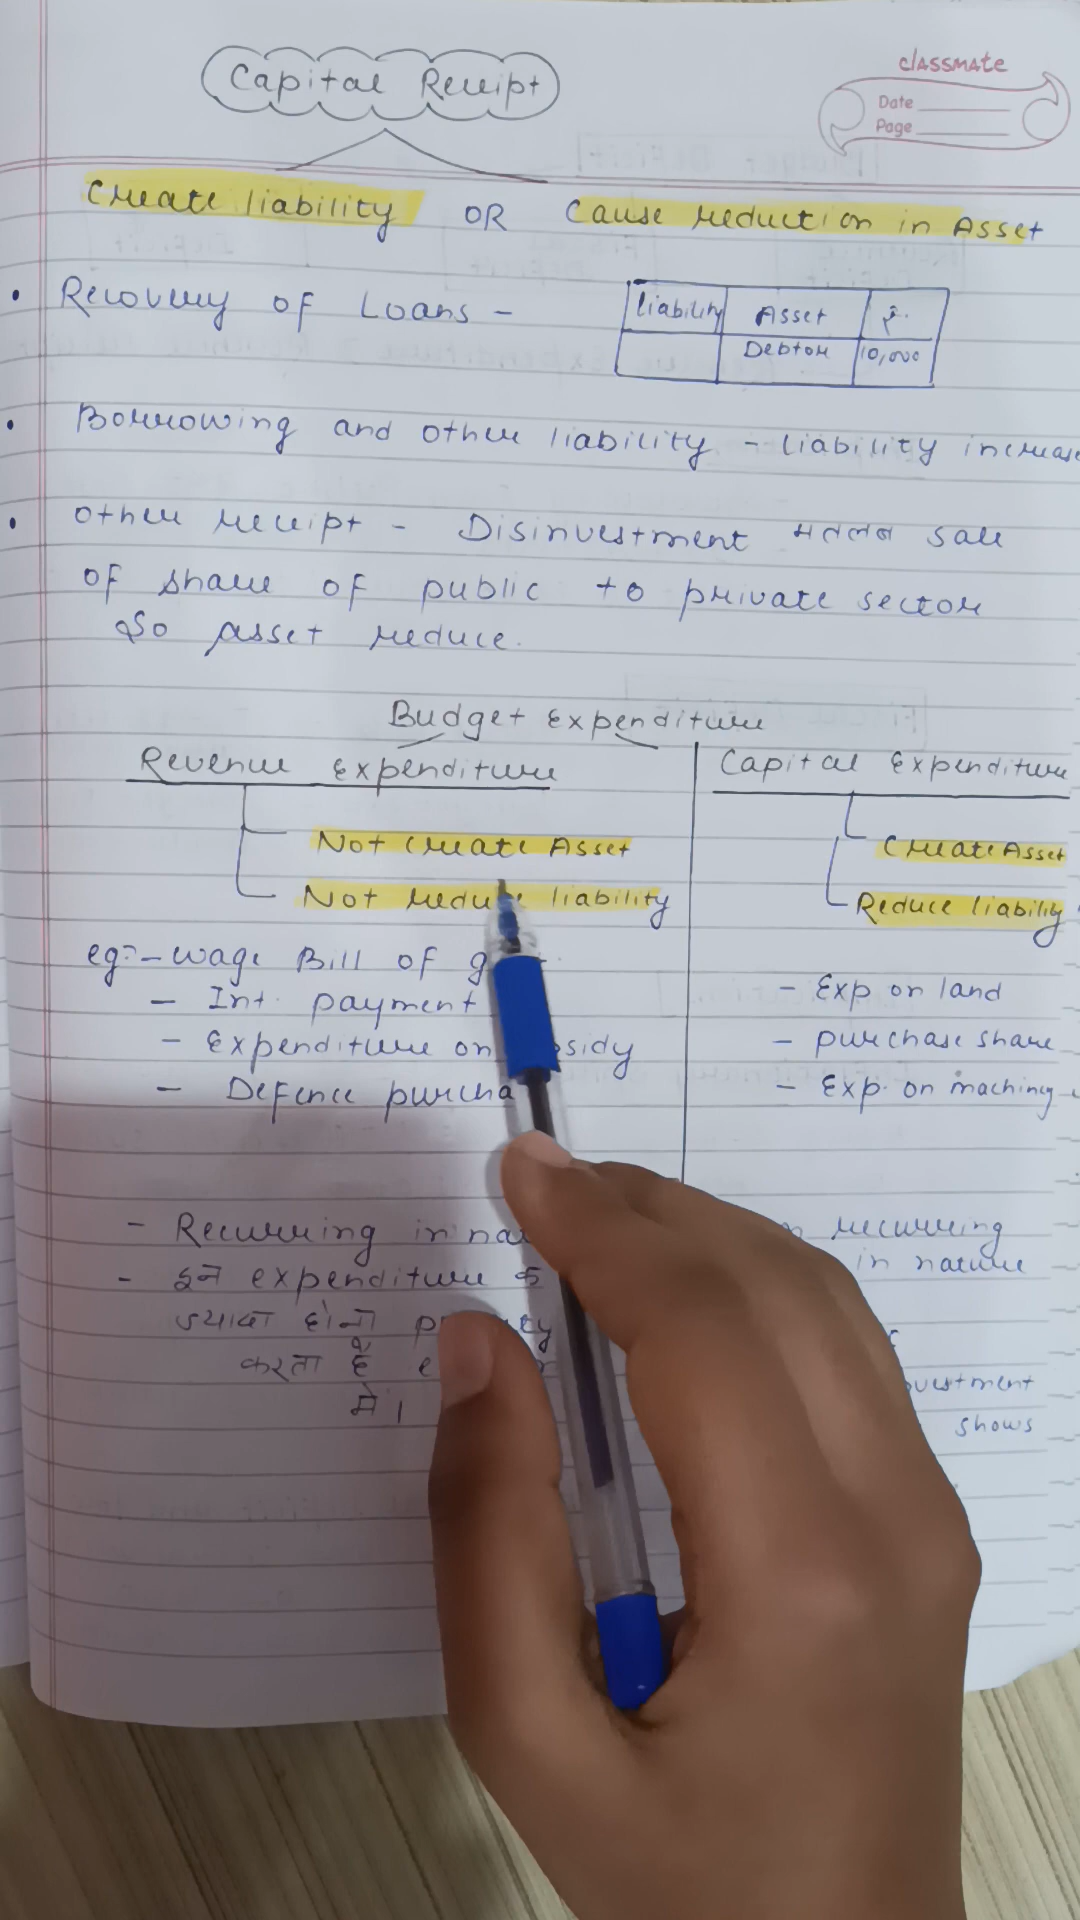 Capital Receipt
classmate
Date
Page
Create liability OR Cause reduction in Asset
• Recovery of Loans -
liability Asset ₹.
Debtor 10,000
• Borrowing and other liability - liability increase
• other receipt - Disinvestment मतलब sale
of share of public to private sector
So asset reduce.
Budget Expenditure
Revenue Expenditure Capital Expenditure
Not create Asset Create Asset
Not reduce liability Reduce liability
eg:- wage Bill of
- Int. payment - Exp on land
- Expenditure on - purchase share
- Defence - Exp. on machinery
- Recurring in recurring
in nature
- इन expenditure
ज्यादा होना
करता है
में।
shows